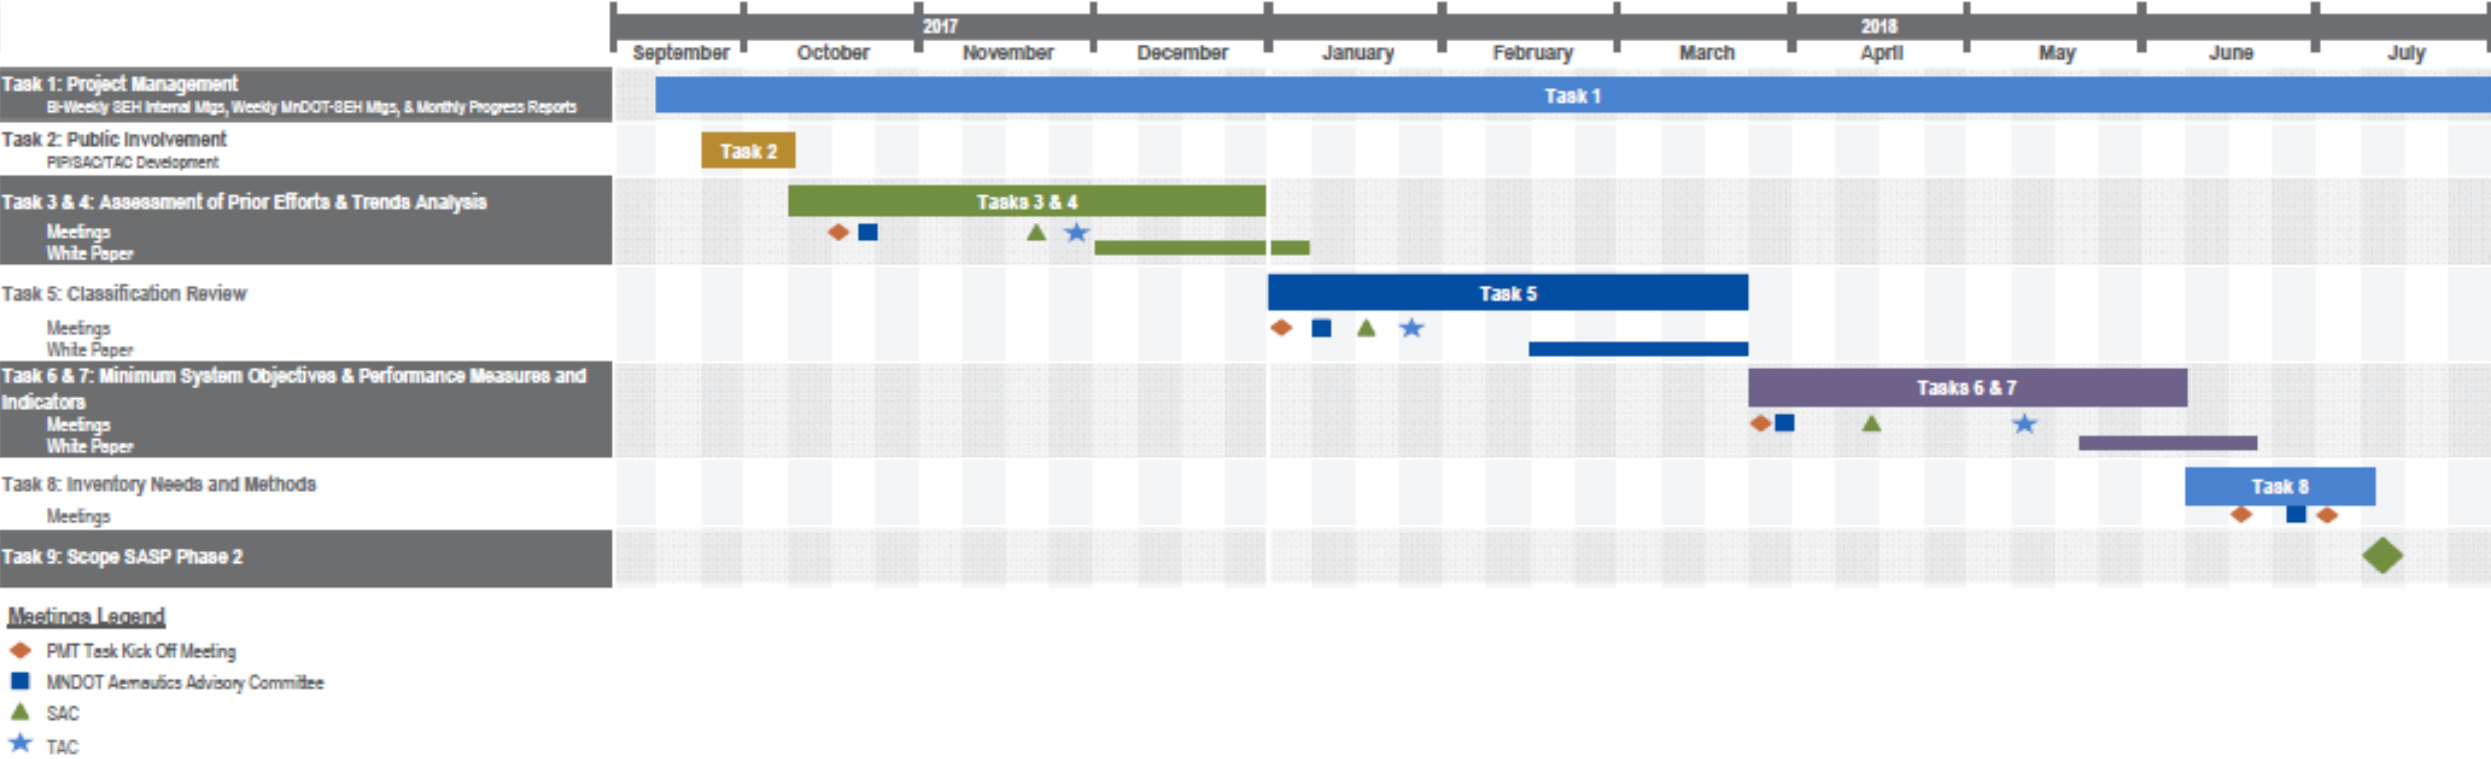 2017 2018
September October November December January February March April May June July
Task 1: Project Management
Bi-Weekly SEH Internal Mtgs, Weekly MnDOT-SEH Mtgs, & Monthly Progress Reports
Task 1
Task 2: Public Involvement
PIP/SAC/TAC Development
Task 2
Task 3 & 4: Assessment of Prior Efforts & Trends Analysis
Tasks 3 & 4
Meetings
White Paper
Task 5: Classification Review
Task 5
Meetings
White Paper
Task 6 & 7: Minimum System Objectives & Performance Measures and
Indicators
Tasks 6 & 7
Meetings
White Paper
Task 8: Inventory Needs and Methods
Task 8
Meetings
Task 9: Scope SASP Phase 2
Meetings Legend
PMT Task Kick Off Meeting
MNDOT Aernautics Advisory Committee
SAC
TAC